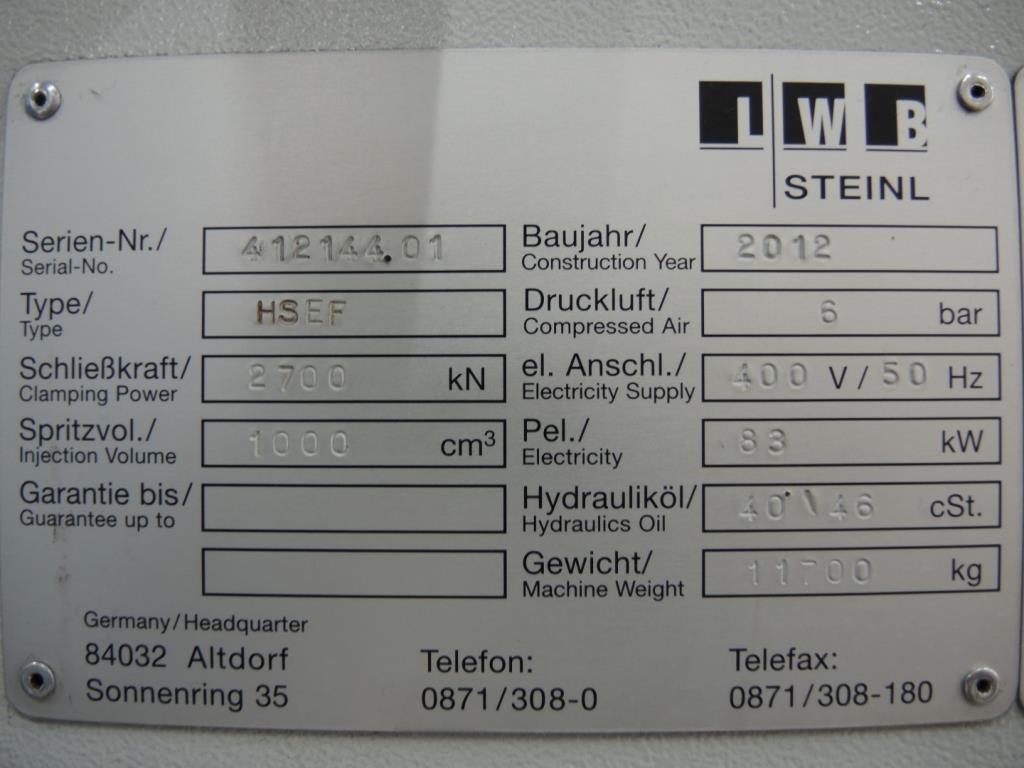 LWB
STEINL
Serien-Nr./ 412144.01
Serial-No.
Type/ HSEF
Type
Schließkraft/ 2700 kN
Clamping Power
Spritzvol./ 1000 cm³
Injection Volume
Garantie bis/
Guarantee up to
Baujahr/ 2012
Construction Year
Druckluft/ 6 bar
Compressed Air
el. Anschl./ 400 V / 50 Hz
Electricity Supply
Pel./ 83 kW
Electricity
Hydrauliköl/ 40\46 cSt.
Hydraulics Oil
Gewicht/ 11700 kg
Machine Weight
Germany/Headquarter
84032 Altdorf
Sonnenring 35
Telefon:
0871/308-0
Telefax:
0871/308-180